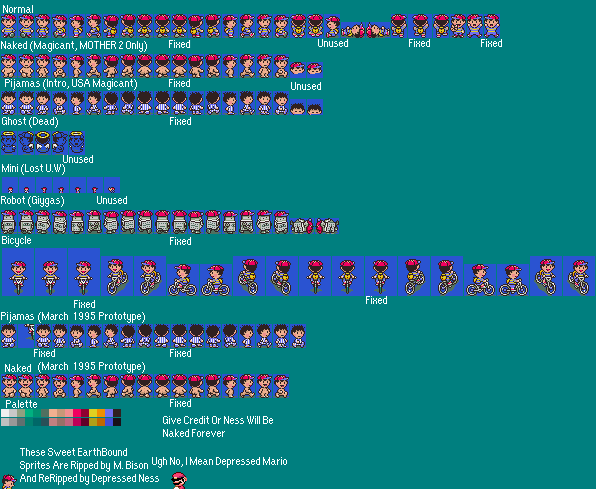 Normal
Naked (Magicant, MOTHER 2 Only) Fixed Unused Fixed Fixed
Pijamas (Intro, USA Magicant) Fixed Unused
Ghost (Dead) Fixed
Unused
Mini (Lost U.W)
Robot (Giygas) Unused
Bicycle Fixed
Fixed Fixed
Pijamas (March 1995 Prototype)
Fixed Fixed
Naked (March 1995 Prototype)
Palette Fixed
Give Credit Or Ness Will Be
Naked Forever
These Sweet EarthBound
Sprites Are Ripped by M. Bison
And ReRipped by Depressed Ness
Ugh No, I Mean Depressed Mario